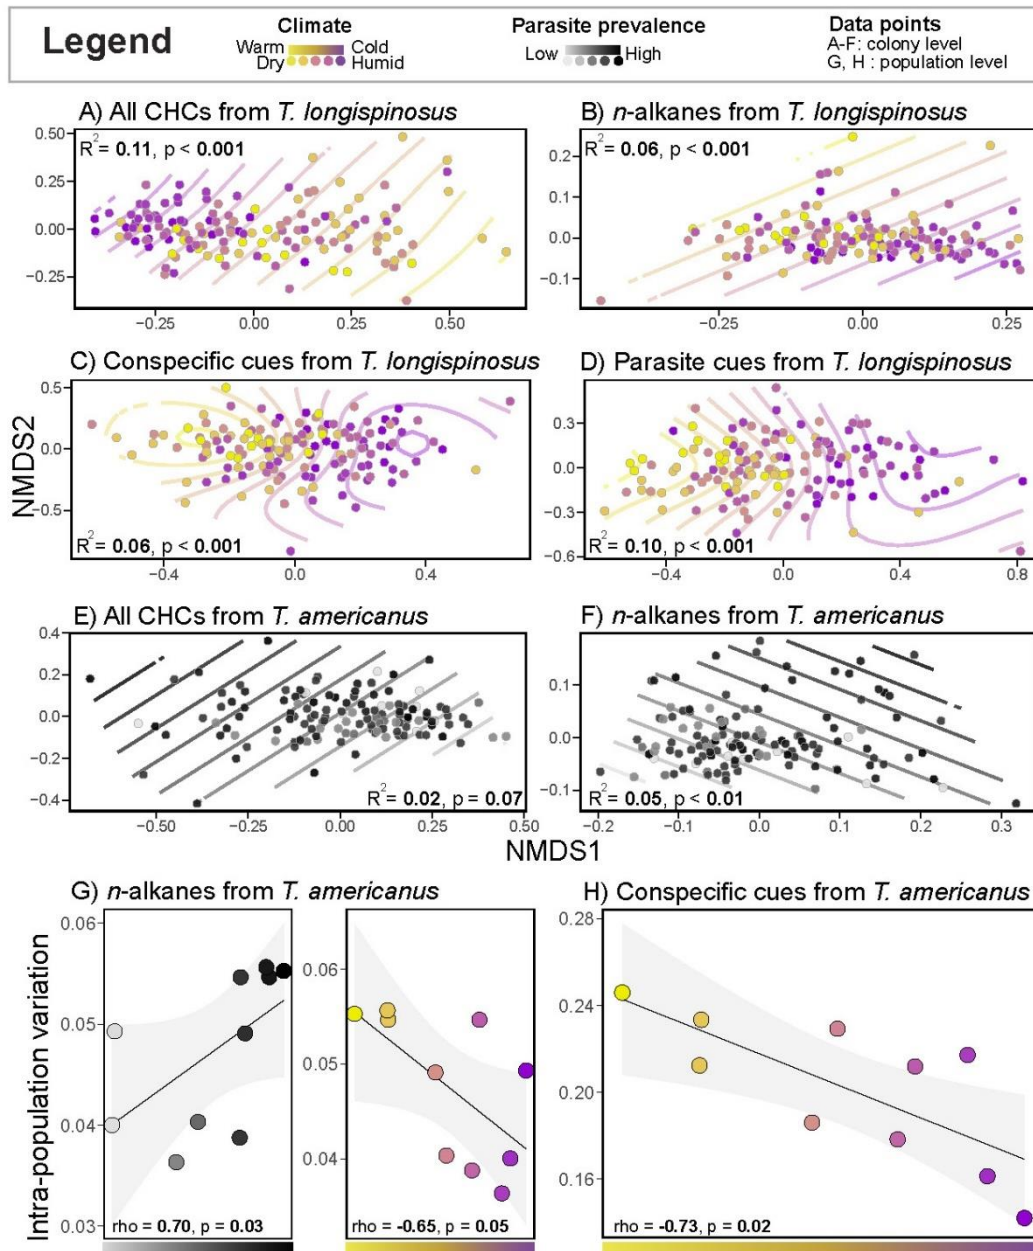 Legend
Climate
Warm Cold
Dry Humid
Parasite prevalence
Low High
Data points
A-F: colony level
G, H : population level
A) All CHCs from T. longispinosus
R²= 0.11, p < 0.001
0.50
0.25
0.00
−0.25
−0.25 0.00 0.25 0.50
B) n-alkanes from T. longispinosus
R²= 0.06, p < 0.001
0.2
0.1
0.0
−0.1
−0.25 0.00 0.25
C) Conspecific cues from T. longispinosus
0.5
0.0
−0.5
R²= 0.06, p < 0.001
−0.4 0.0 0.4
D) Parasite cues from T. longispinosus
0.3
0.0
−0.3
−0.6
R²= 0.10, p < 0.001
−0.4 0.0 0.4 0.8
NMDS2
E) All CHCs from T. americanus
0.4
0.2
0.0
−0.2
−0.4
R²= 0.02, p = 0.07
−0.50 −0.25 0.00 0.25 0.50
F) n-alkanes from T. americanus
0.1
0.0
−0.1
R²= 0.05, p < 0.01
−0.2 −0.1 0.0 0.1 0.2 0.3
NMDS1
G) n-alkanes from T. americanus
Intra-population variation
0.06
0.05
0.04
0.03
rho = 0.70, p = 0.03
0.06
0.05
0.04
rho = -0.65, p = 0.05
H) Conspecific cues from T. americanus
0.28
0.24
0.20
0.16
rho = -0.73, p = 0.02